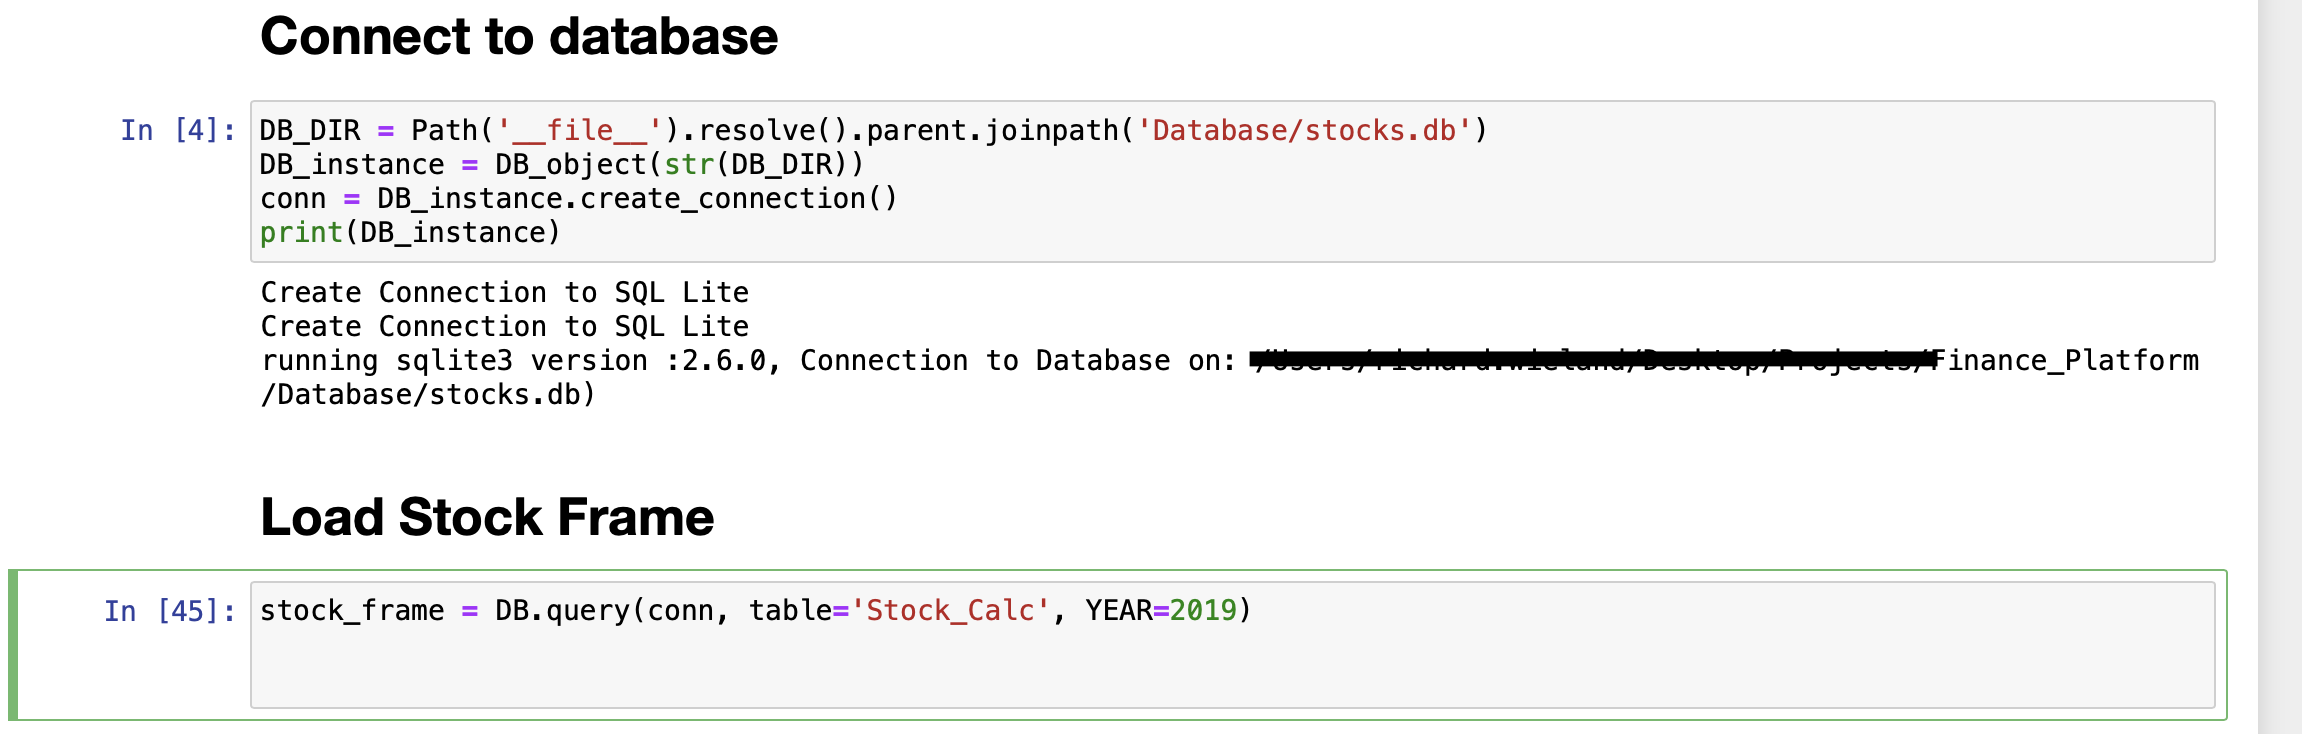 Connect to database
In [4]: DB_DIR = Path('__file__').resolve().parent.joinpath('Database/stocks.db')
DB_instance = DB_object(str(DB_DIR))
conn = DB_instance.create_connection()
print(DB_instance)
Create Connection to SQL Lite
Create Connection to SQL Lite
running sqlite3 version :2.6.0, Connection to Database on: Finance_Platform
/Database/stocks.db)
Load Stock Frame
In [45]: stock_frame = DB.query(conn, table='Stock_Calc', YEAR=2019)